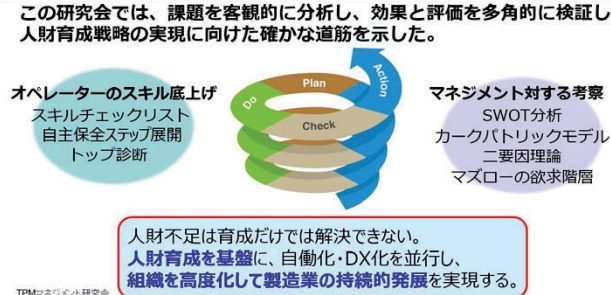 この研究会では、課題を客観的に分析し、効果と評価を多角的に検証し
人財育成戦略の実現に向けた確かな道筋を示した。
オペレーターのスキル底上げ
スキルチェックリスト
自主保全ステップ展開
トップ診断
Plan
Action
Do
Check
マネジメント対する考察
SWOT分析
カークパトリックモデル
二要因理論
マズローの欲求階層
人財不足は育成だけでは解決できない。
人財育成を基盤に、自働化・DX化を並行し、
組織を高度化して製造業の持続的発展を実現する。
TPMマネジメント研究会